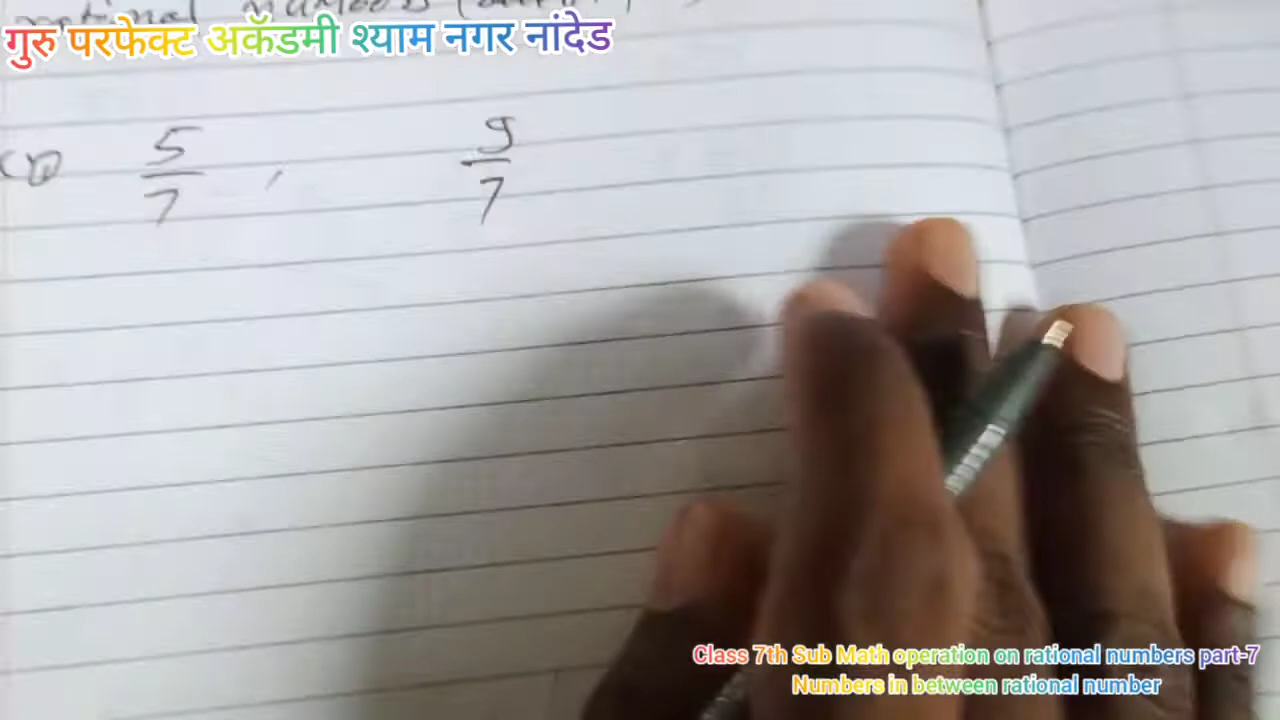 numbers
गुरु परफेक्ट अकॅडमी श्याम नगर नांदेड
5/7 , 9/7
Class 7th Sub Math operation on rational numbers part-7
Numbers in between rational number